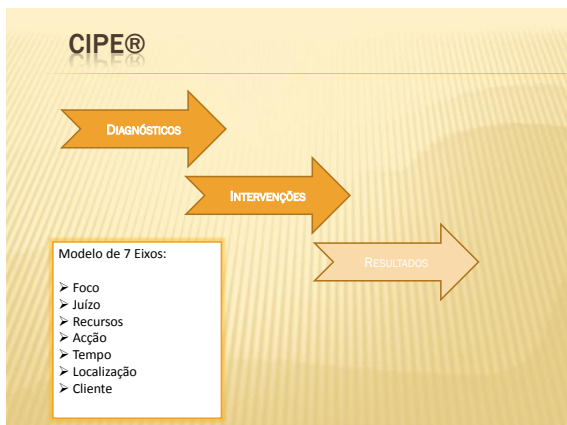 CIPE®
DIAGNÓSTICOS
INTERVENÇÕES
RESULTADOS
Modelo de 7 Eixos:
➢ Foco
➢ Juízo
➢ Recursos
➢ Acção
➢ Tempo
➢ Localização
➢ Cliente